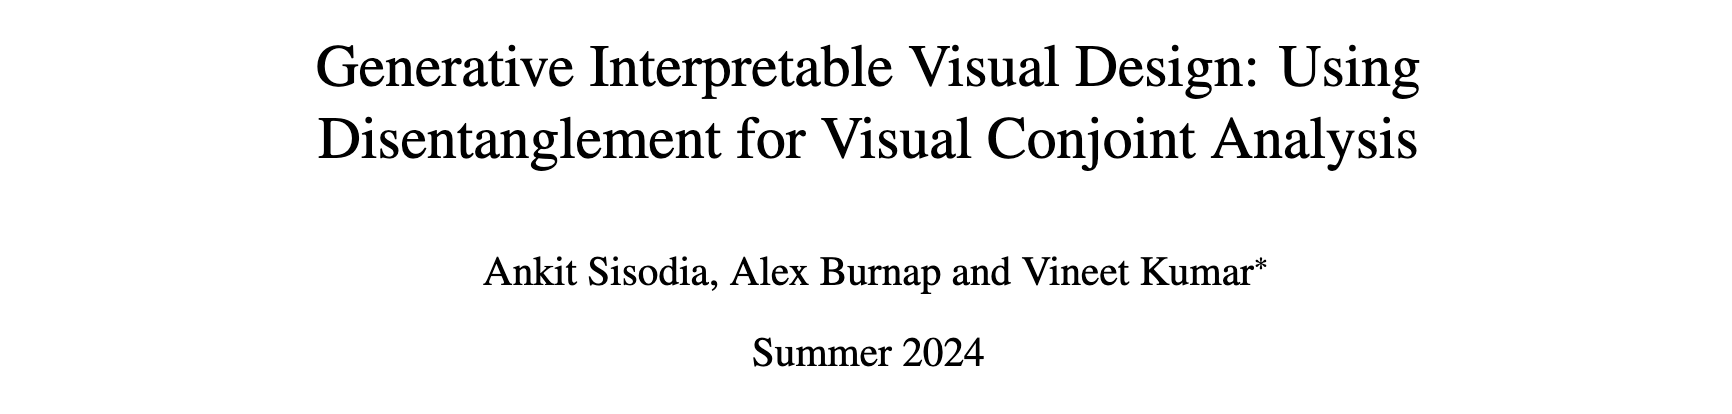 Generative Interpretable Visual Design: Using
Disentanglement for Visual Conjoint Analysis
Ankit Sisodia, Alex Burnap and Vineet Kumar*
Summer 2024